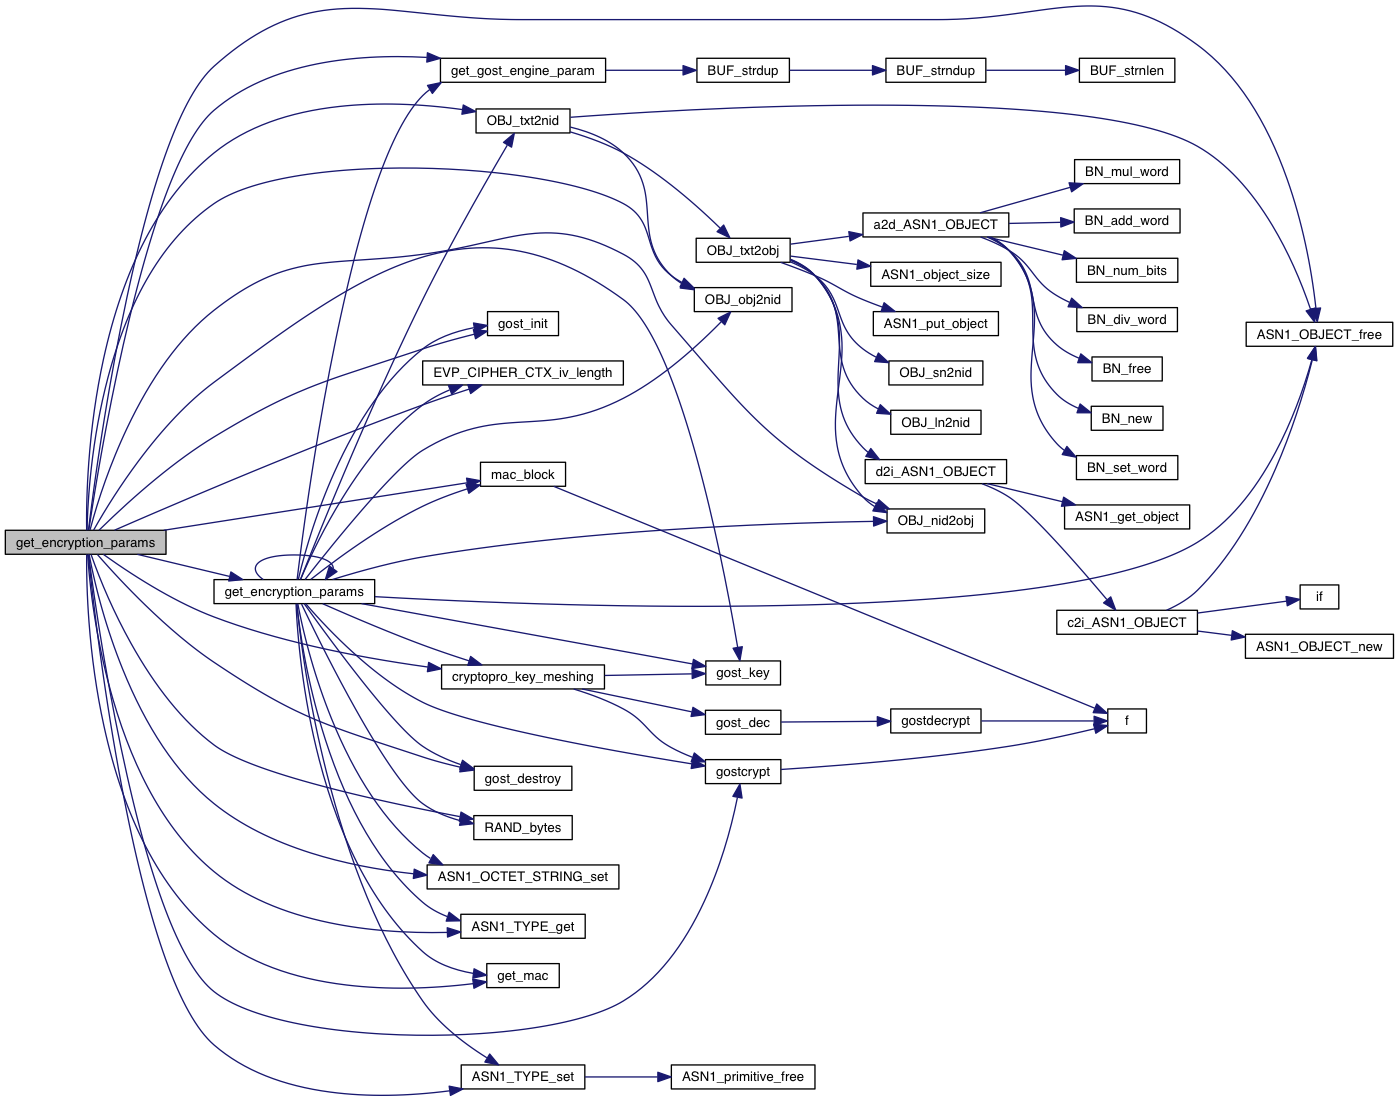 get_gost_engine_param
BUF_strdup
BUF_strndup
BUF_strnlen
OBJ_txt2nid
BN_mul_word
a2d_ASN1_OBJECT
BN_add_word
OBJ_txt2obj
ASN1_object_size
BN_num_bits
OBJ_obj2nid
gost_init
ASN1_put_object
BN_div_word
ASN1_OBJECT_free
EVP_CIPHER_CTX_iv_length
OBJ_sn2nid
BN_free
OBJ_ln2nid
BN_new
mac_block
d2i_ASN1_OBJECT
BN_set_word
OBJ_nid2obj
ASN1_get_object
get_encryption_params
get_encryption_params
if
c2i_ASN1_OBJECT
ASN1_OBJECT_new
cryptopro_key_meshing
gost_key
gost_dec
gostdecrypt
f
gost_destroy
gostcrypt
RAND_bytes
ASN1_OCTET_STRING_set
ASN1_TYPE_get
get_mac
ASN1_TYPE_set
ASN1_primitive_free